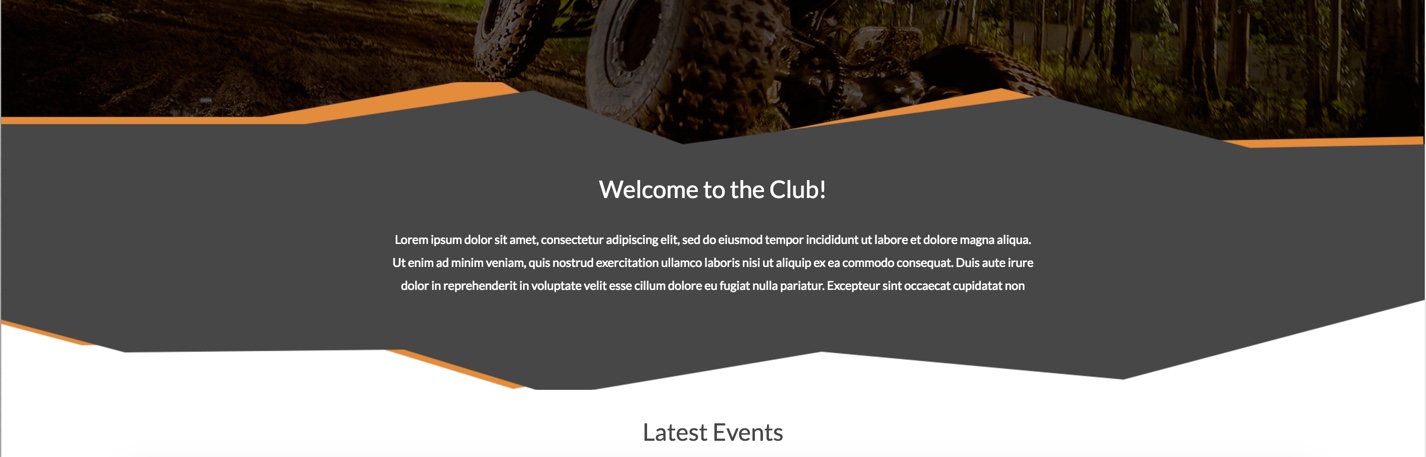 Welcome to the Club!
Lorem ipsum dolor sit amet, consectetur adipiscing elit, sed do eiusmod tempor incididunt ut labore et dolore magna aliqua.
Ut enim ad minim veniam, quis nostrud exercitation ullamco laboris nisi ut aliquip ex ea commodo consequat. Duis aute irure
dolor in reprehenderit in voluptate velit esse cillum dolore eu fugiat nulla pariatur. Excepteur sint occaecat cupidatat non
Latest Events